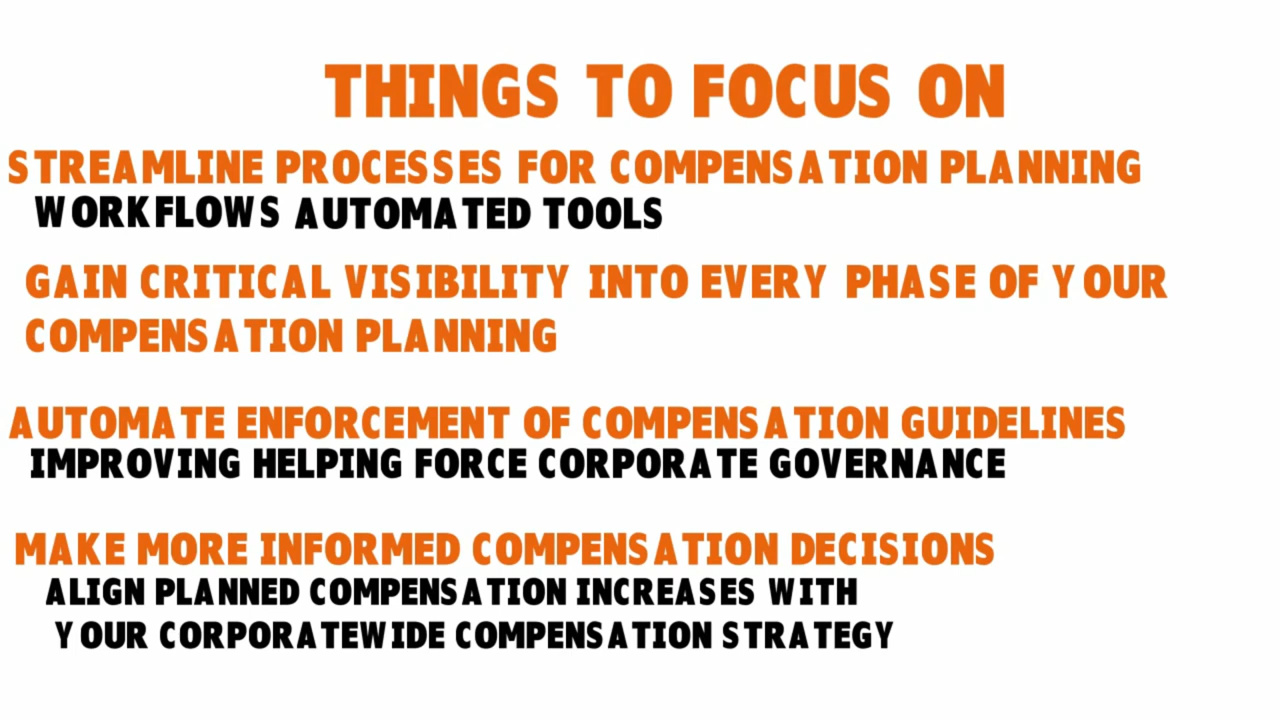 THINGS TO FOCUS ON
STREAMLINE PROCESSES FOR COMPENSATION PLANNING
WORKFLOWS AUTOMATED TOOLS
GAIN CRITICAL VISIBILITY INTO EVERY PHASE OF YOUR
COMPENSATION PLANNING
AUTOMATE ENFORCEMENT OF COMPENSATION GUIDELINES
IMPROVING HELPING FORCE CORPORATE GOVERNANCE
MAKE MORE INFORMED COMPENSATION DECISIONS
ALIGN PLANNED COMPENSATION INCREASES WITH
YOUR CORPORATEWIDE COMPENSATION STRATEGY